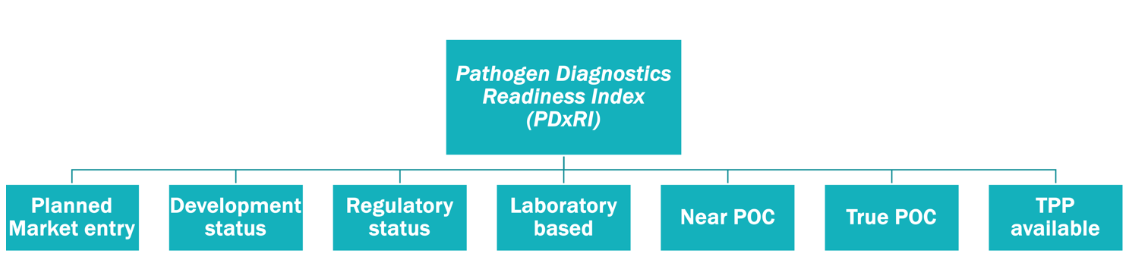 Pathogen Diagnostics
Readiness Index
(PDxRI)
Planned
Market entry
Development
status
Regulatory
status
Laboratory
based
Near POC
True POC
TPP
available